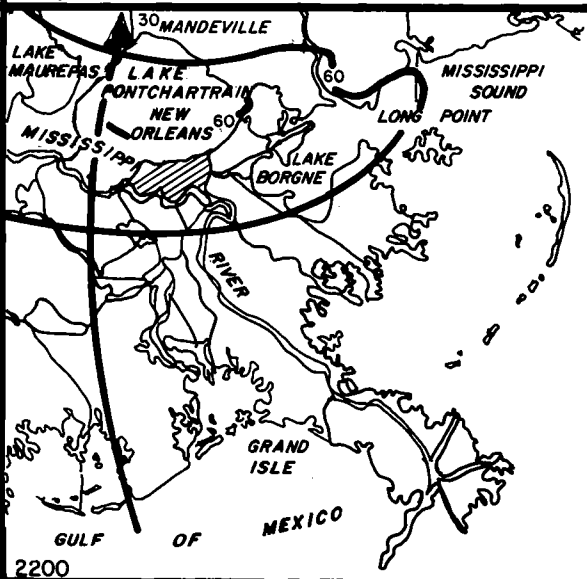 30 MANDEVILLE
LAKE
MAUREPAS
LAKE
PONTCHARTRAIN
NEW
ORLEANS
60
60
MISSISSIPPI
SOUND
LONG POINT
MISSISSIPPI
LAKE
BORGNE
RIVER
GRAND
ISLE
GULF OF MEXICO
2200